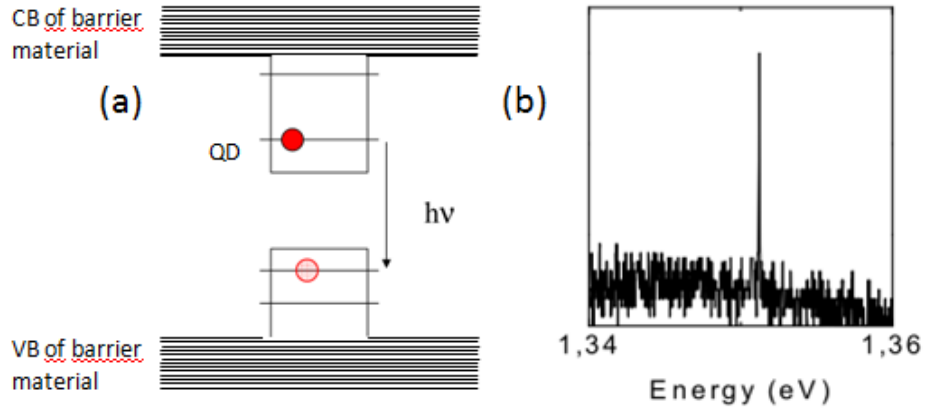 CB of barrier
material
(a)
QD
hν
VB of barrier
material
(b)
1,34
1,36
Energy (eV)